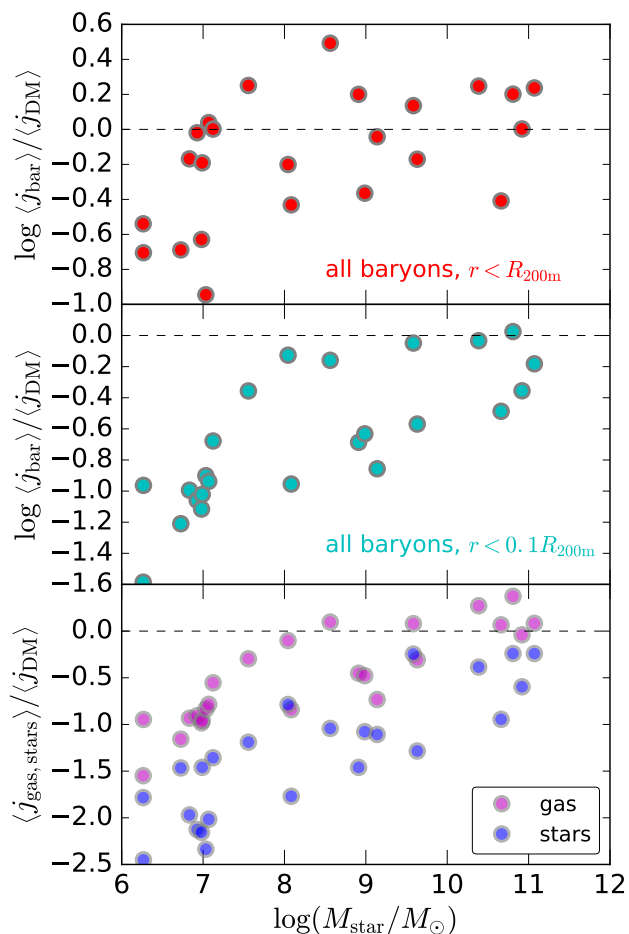 0.6
0.4
0.2
0.0
−0.2
−0.4
−0.6
−0.8
−1.0
log ⟨j_bar⟩/⟨j_DM⟩
all baryons, r < R_200m
0.0
−0.2
−0.4
−0.6
−0.8
−1.0
−1.2
−1.4
−1.6
log ⟨j_bar⟩/⟨j_DM⟩
all baryons, r < 0.1R_200m
0.0
−0.5
−1.0
−1.5
−2.0
−2.5
⟨j_gas, stars⟩/⟨j_DM⟩
gas
stars
6 7 8 9 10 11 12
log(M_star/M_⊙)